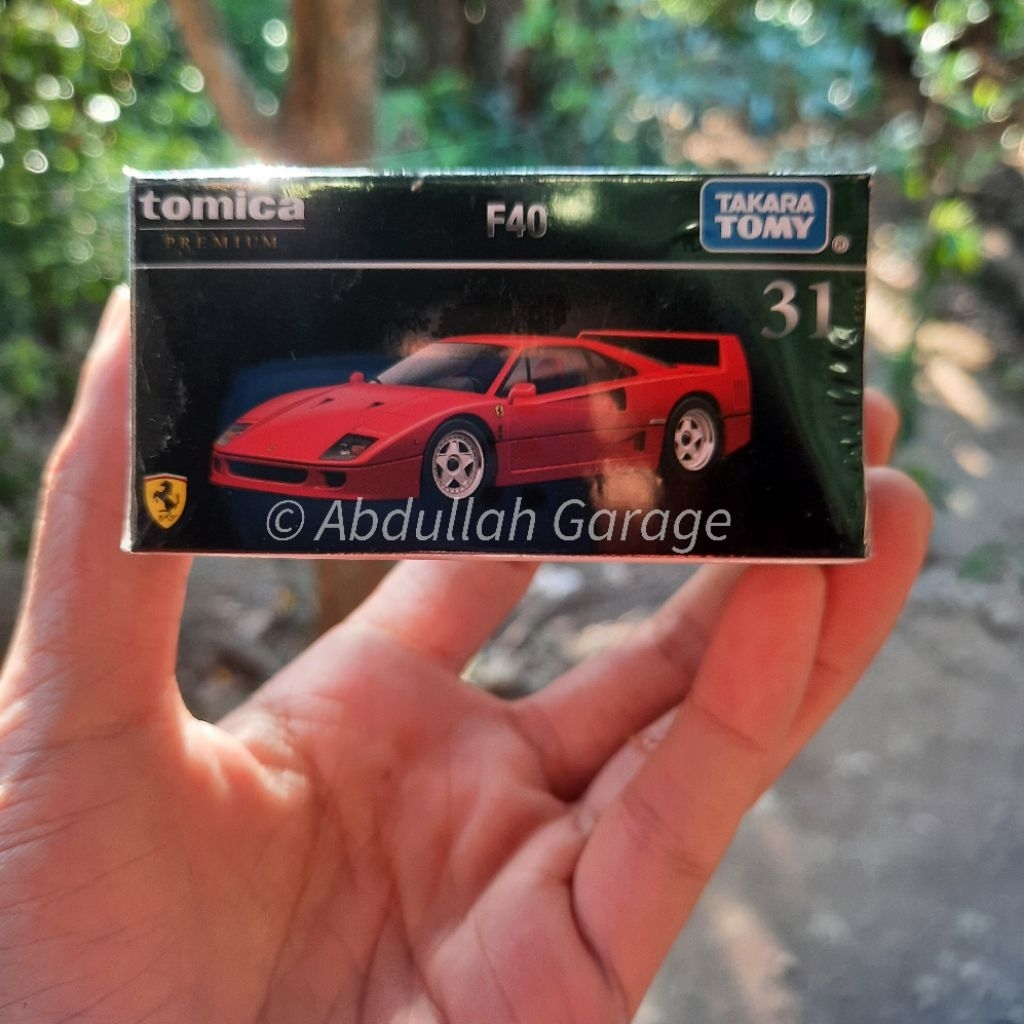 tomica
PREMIUM
F40
TAKARA
TOMY
®
31
© Abdullah Garage